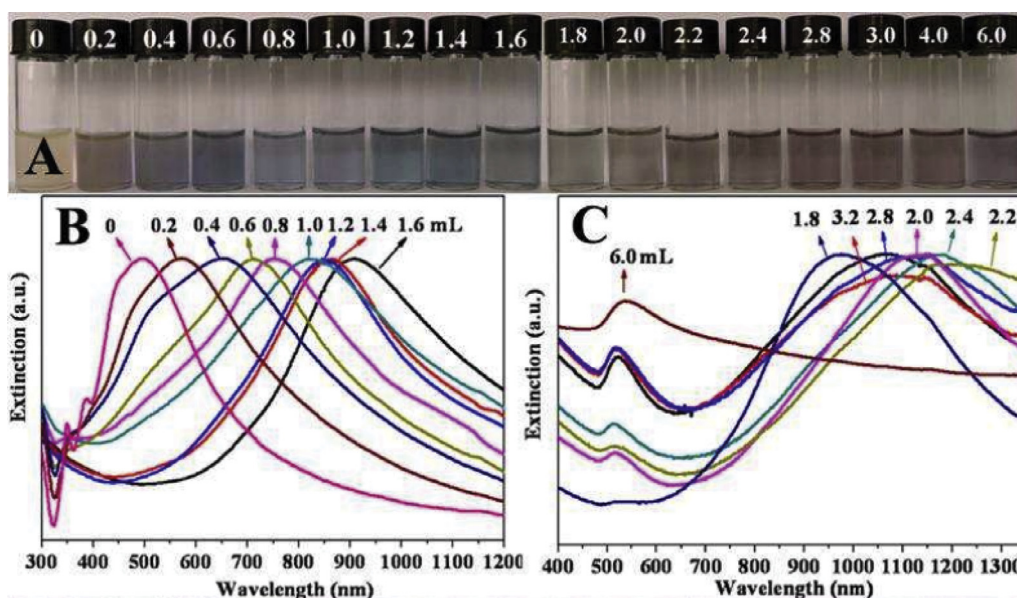 0 0.2 0.4 0.6 0.8 1.0 1.2 1.4 1.6 1.8 2.0 2.2 2.4 2.8 3.0 4.0 6.0
A
B
0 0.2 0.4 0.6 0.8 1.0 1.2 1.4 1.6 mL
Extinction (a.u.)
300 400 500 600 700 800 900 1000 1100 1200
Wavelength (nm)
C
6.0 mL 1.8 3.2 2.8 2.0 2.4 2.2
Extinction (a.u.)
400 500 600 700 800 900 1000 1100 1200 1300
Wavelength (nm)